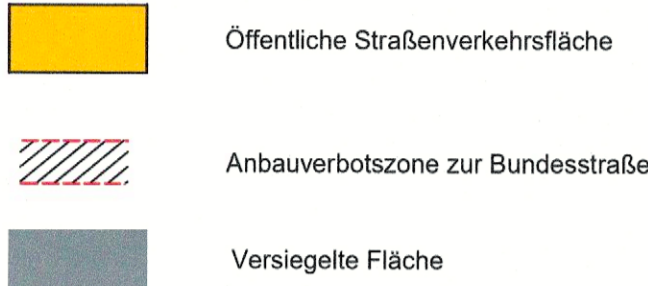 Öffentliche Straßenverkehrsfläche
Anbauverbotszone zur Bundesstraße
Versiegelte Fläche